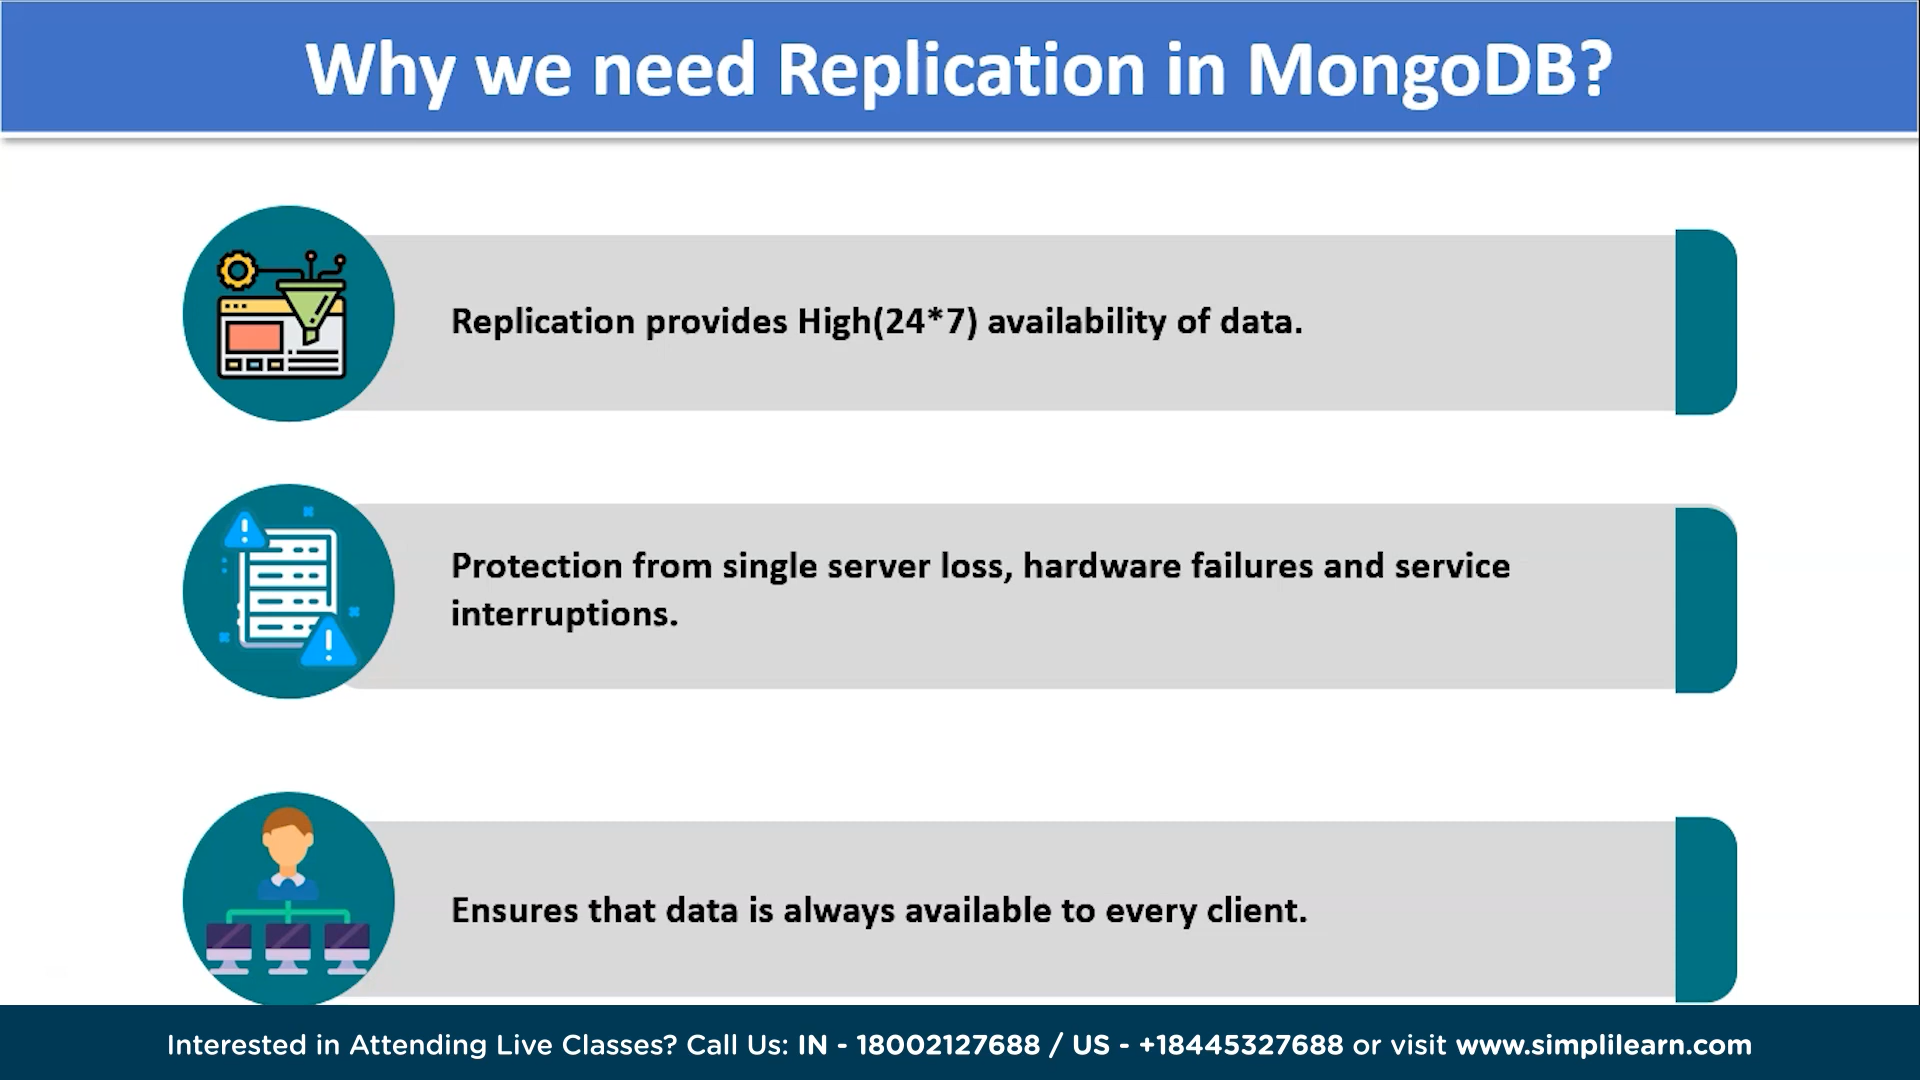 Why we need Replication in MongoDB?
Replication provides High(24*7) availability of data.
Protection from single server loss, hardware failures and service
interruptions.
Ensures that data is always available to every client.
Interested in Attending Live Classes? Call Us: IN - 18002127688 / US - +18445327688 or visit www.simplilearn.com